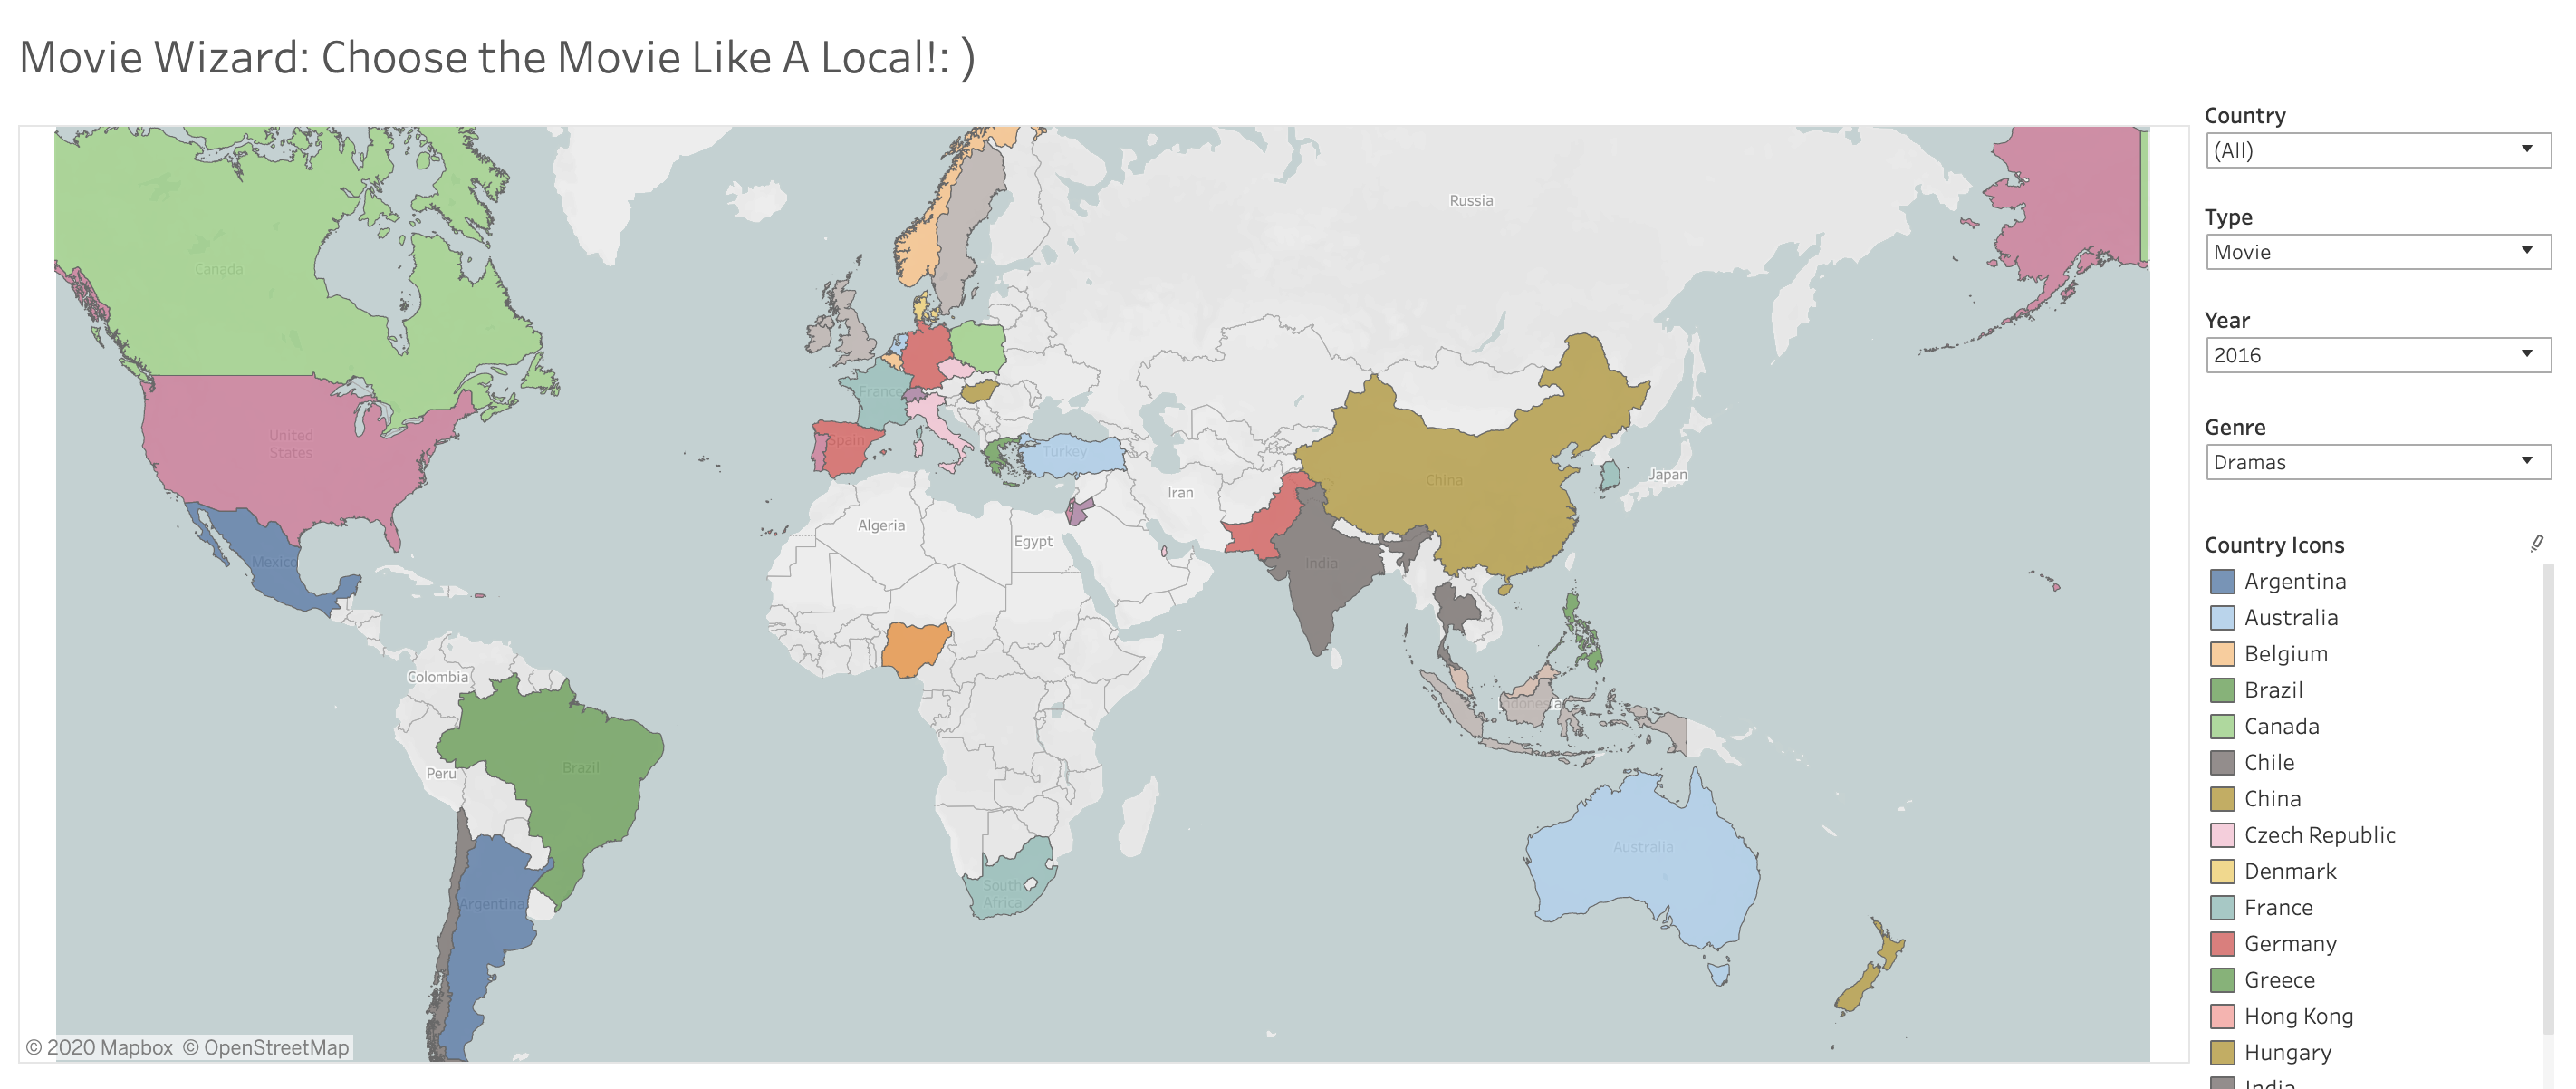 Movie Wizard: Choose the Movie Like A Local!: )
Country
(All)
Type
Movie
Year
2016
Genre
Dramas
Country Icons
Argentina
Australia
Belgium
Brazil
Canada
Chile
China
Czech Republic
Denmark
France
Germany
Greece
Hong Kong
Hungary
India
Canada
Russia
United
States
France
Spain
Turkey
China
Japan
Iran
Algeria
Egypt
Mexico
India
Colombia
Indonesia
Peru
Brazil
Australia
South
Africa
Argentina
© 2020 Mapbox © OpenStreetMap